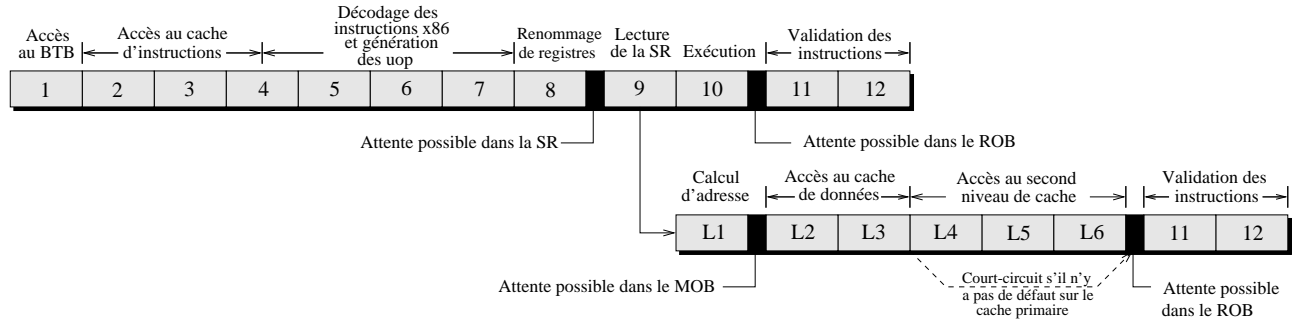 Accès
au BTB
Accès au cache
d'instructions
Décodage des
instructions x86
et génération
des uop
Renommage
de registres
Lecture
de la SR
Exécution
Validation des
instructions
1 2 3 4 5 6 7 8 9 10 11 12
Attente possible dans la SR
Attente possible dans le ROB
Calcul
d'adresse
Accès au cache
de données
Accès au second
niveau de cache
Validation des
instructions
L1 L2 L3 L4 L5 L6 11 12
Attente possible dans le MOB
Court-circuit s'il n'y
a pas de défaut sur le
cache primaire
Attente possible
dans le ROB